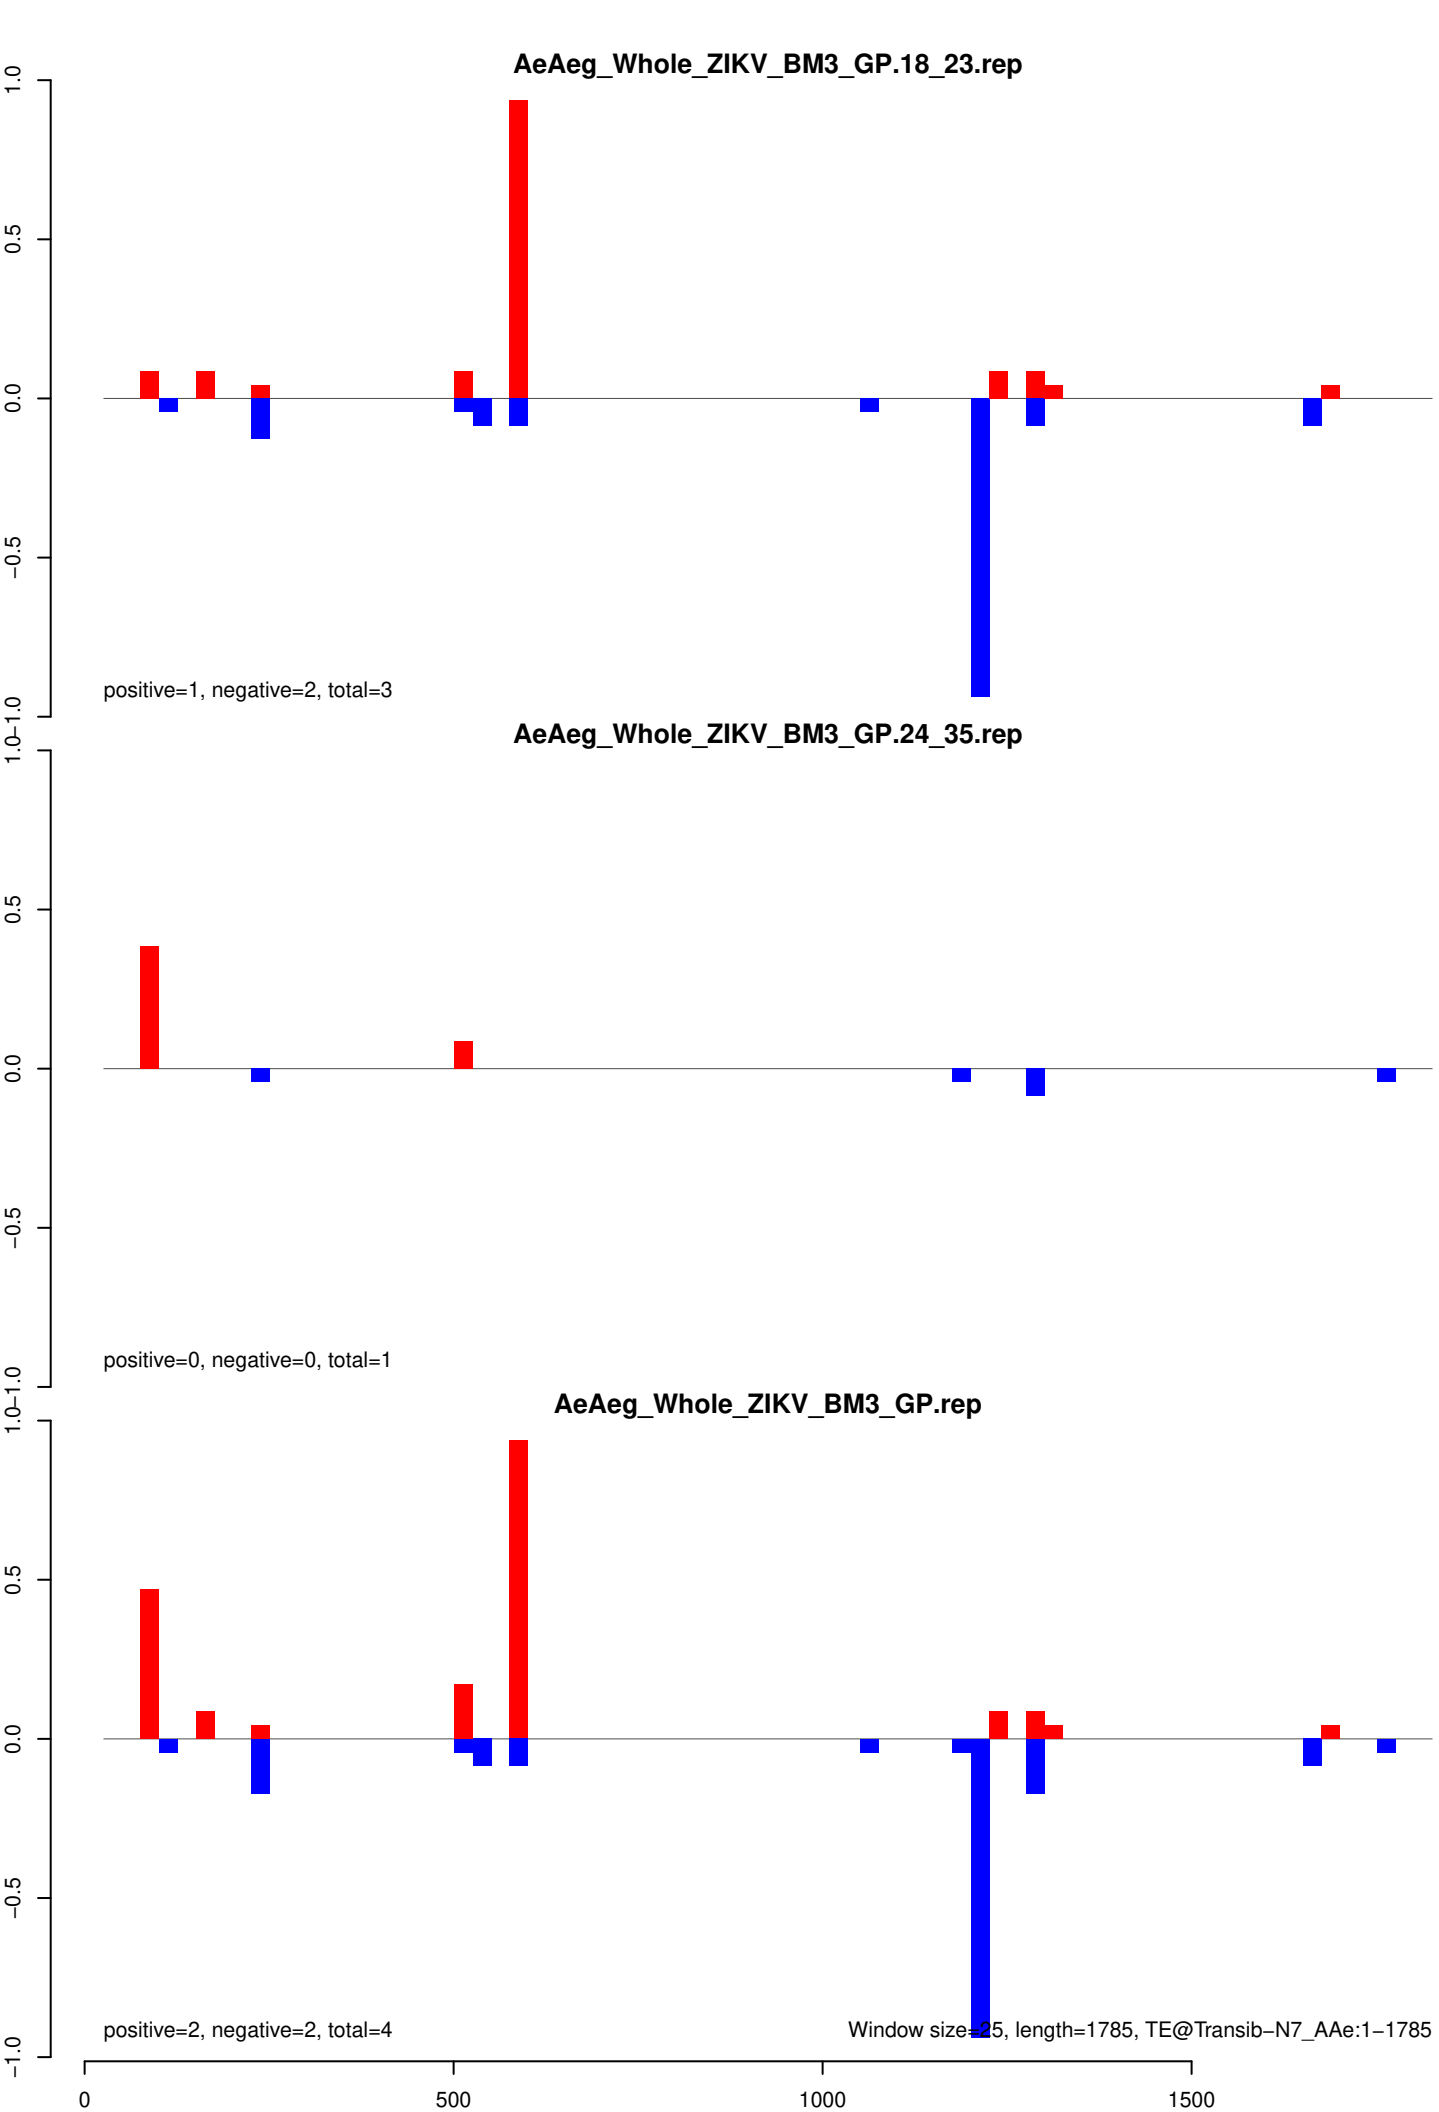 AeAeg_Whole_ZIKV_BM3_GP.18_23.rep
1.0
0.5
0.0
−0.5
−1.0
positive=1, negative=2, total=3
AeAeg_Whole_ZIKV_BM3_GP.24_35.rep
1.0
0.5
0.0
−0.5
−1.0
positive=0, negative=0, total=1
AeAeg_Whole_ZIKV_BM3_GP.rep
1.0
0.5
0.0
−0.5
−1.0
positive=2, negative=2, total=4
Window size=25, length=1785, TE@Transib−N7_AAe:1−1785
0 500 1000 1500